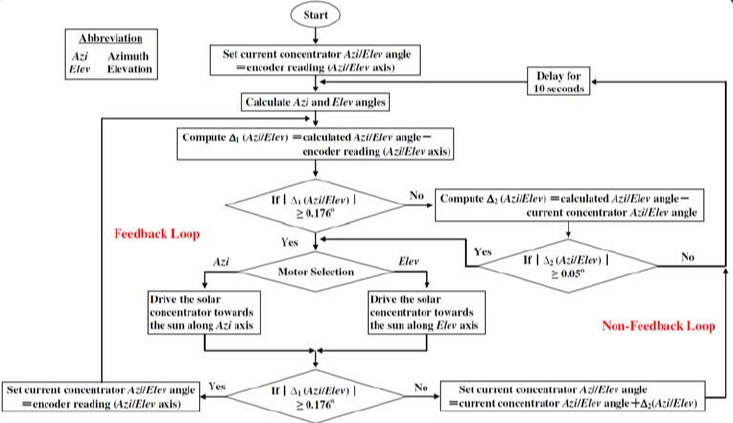 Start
Abbreviation
Azi Azimuth
Elev Elevation
Set current concentrator Azi/Elev angle
=encoder reading (Azi/Elev axis)
Delay for
10 seconds
Calculate Azi and Elev angles
Compute Δ₁ (Azi/Elev) =calculated Azi/Elev angle−
encoder reading (Azi/Elev axis)
If | Δ₁ (Azi/Elev) |
≥ 0.176°
No
Compute Δ₂ (Azi/Elev) =calculated Azi/Elev angle−
current concentrator Azi/Elev angle
Feedback Loop
Yes
Yes
If | Δ₂ (Azi/Elev) |
≥ 0.05°
No
Azi
Motor Selection
Elev
Drive the solar
concentrator towards
the sun along Azi axis
Drive the solar
concentrator towards
the sun along Elev axis
Non-Feedback Loop
Set current concentrator Azi/Elev angle
=encoder reading (Azi/Elev axis)
Yes
If | Δ₁ (Azi/Elev) |
≥ 0.176°
No
Set current concentrator Azi/Elev angle
=current concentrator Azi/Elev angle+Δ₂(Azi/Elev)